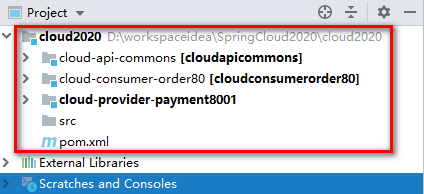 Project
cloud2020 D:\workspaceidea\SpringCloud2020\cloud2020
cloud-api-commons [cloudapicommons]
cloud-consumer-order80 [cloudconsumerorder80]
cloud-provider-payment8001
src
pom.xml
External Libraries
Scratches and Consoles